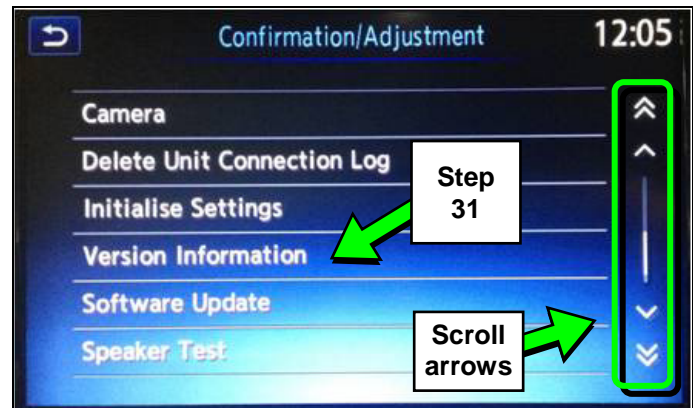 Confirmation/Adjustment 12:05
Camera
Delete Unit Connection Log
Step
31
Initialise Settings
Version Information
Software Update
Scroll
arrows
Speaker Test